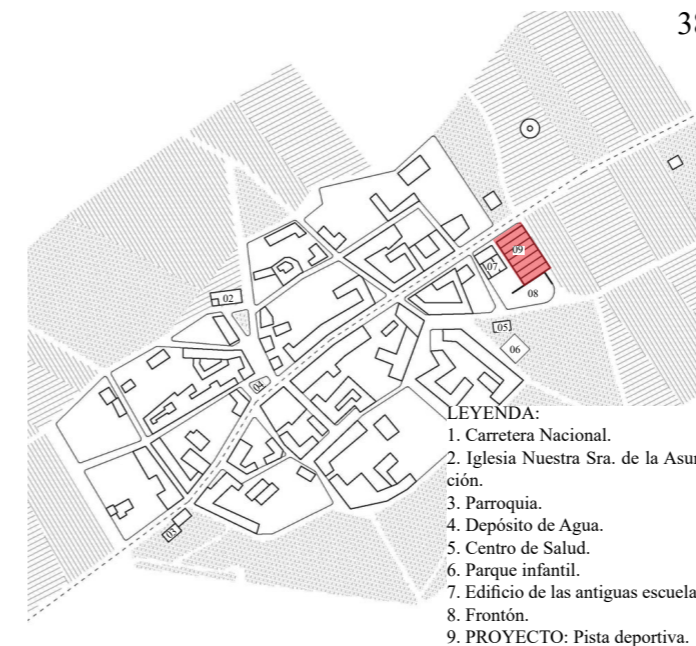 38
09
07
08
02
05
06
04
03
LEYENDA:
1. Carretera Nacional.
2. Iglesia Nuestra Sra. de la Asun
ción.
3. Parroquia.
4. Depósito de Agua.
5. Centro de Salud.
6. Parque infantil.
7. Edificio de las antiguas escuela
8. Frontón.
9. PROYECTO: Pista deportiva.